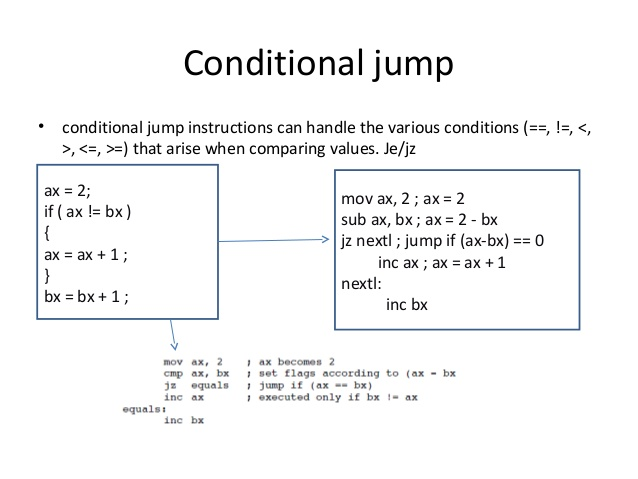 Conditional jump
• conditional jump instructions can handle the various conditions (==, !=, <,
>, <=, >=) that arise when comparing values. Je/jz
ax = 2;
if ( ax != bx )
{
ax = ax + 1 ;
}
bx = bx + 1 ;
mov ax, 2 ; ax = 2
sub ax, bx ; ax = 2 - bx
jz nextl ; jump if (ax-bx) == 0
inc ax ; ax = ax + 1
nextl:
inc bx
mov ax, 2 ; ax becomes 2
cmp ax, bx ; set flags according to (ax - bx
jz equals ; jump if (ax == bx)
inc ax ; executed only if bx != ax
equals:
inc bx